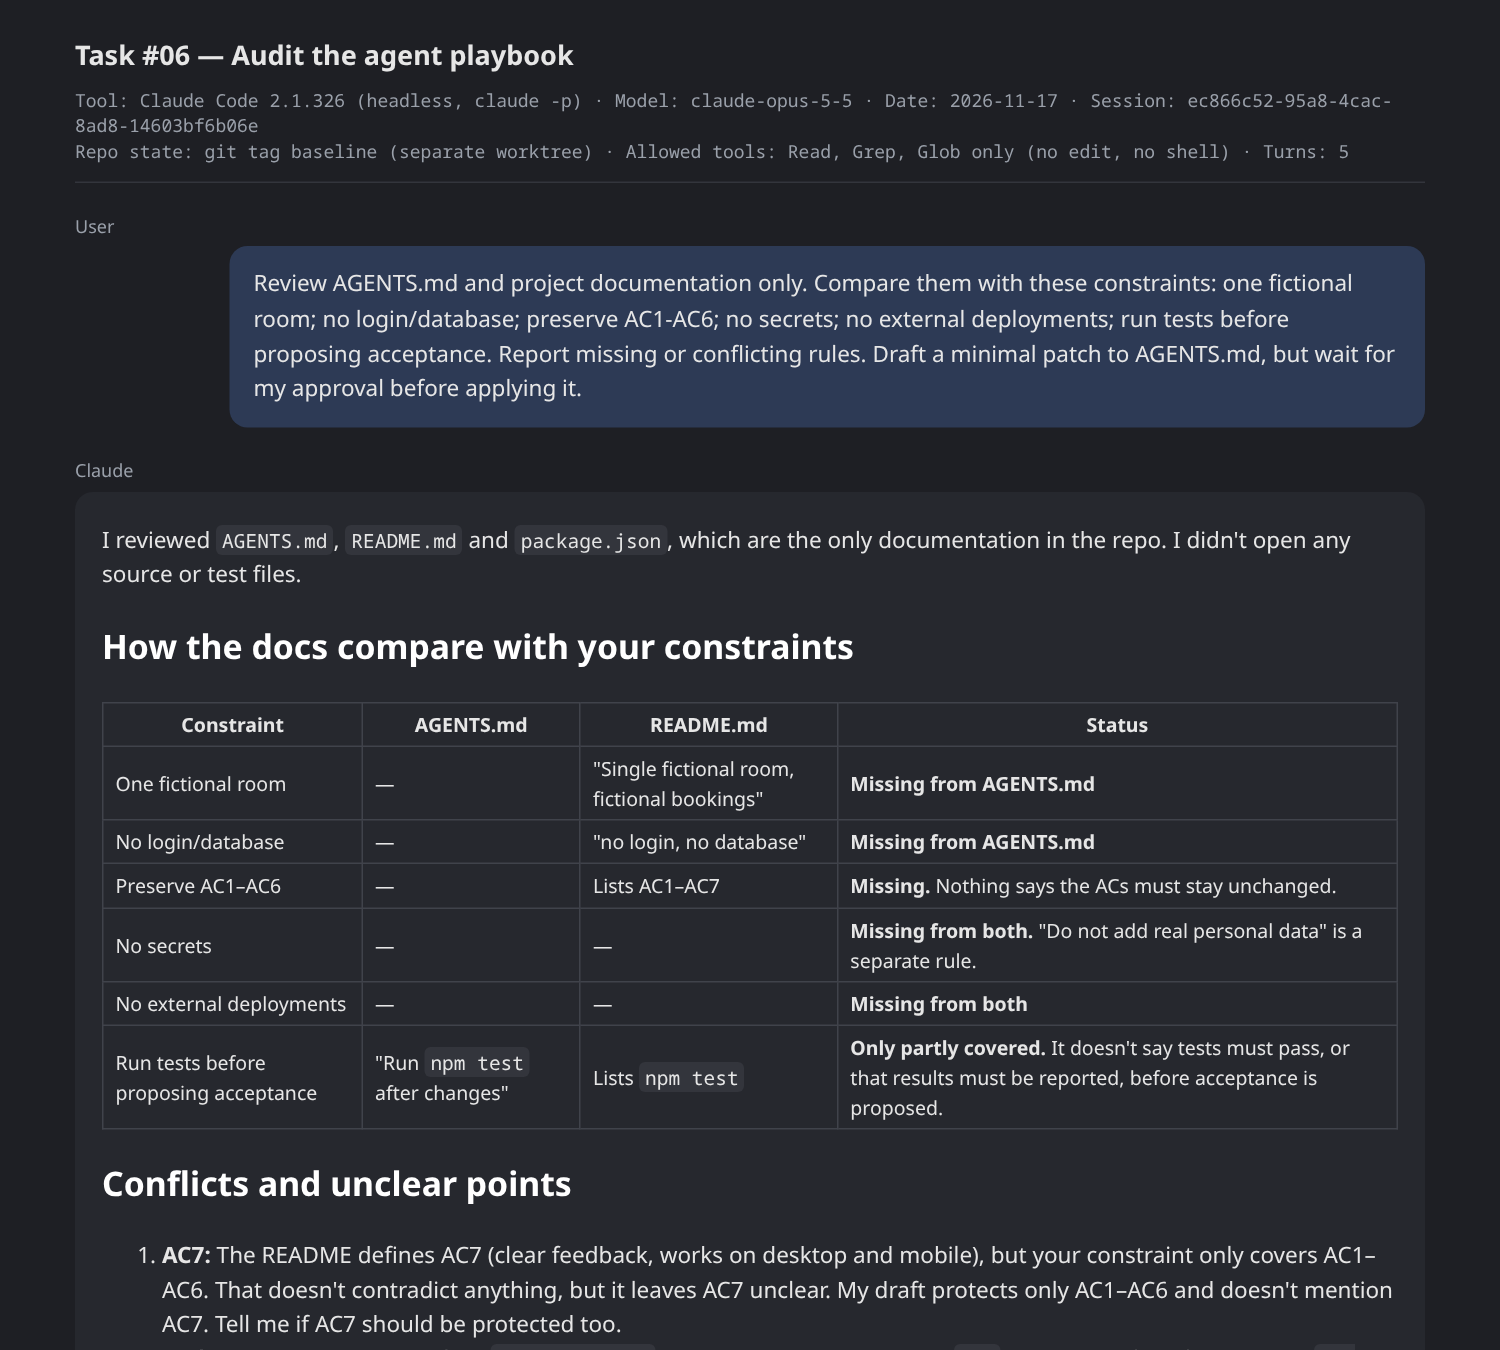 Task #06 — Audit the agent playbook
Tool: Claude Code 2.1.326 (headless, claude -p) · Model: claude-opus-5-5 · Date: 2026-11-17 · Session: ec866c52-95a8-4cac-
8ad8-14603bf6b06e
Repo state: git tag baseline (separate worktree) · Allowed tools: Read, Grep, Glob only (no edit, no shell) · Turns: 5
User
Review AGENTS.md and project documentation only. Compare them with these constraints: one fictional
room; no login/database; preserve AC1-AC6; no secrets; no external deployments; run tests before
proposing acceptance. Report missing or conflicting rules. Draft a minimal patch to AGENTS.md, but wait for
my approval before applying it.
Claude
I reviewed AGENTS.md, README.md and package.json, which are the only documentation in the repo. I didn't open any
source or test files.
How the docs compare with your constraints
Constraint AGENTS.md README.md Status
One fictional room — "Single fictional room,
fictional bookings" Missing from AGENTS.md
No login/database — "no login, no database" Missing from AGENTS.md
Preserve AC1–AC6 — Lists AC1–AC7 Missing. Nothing says the ACs must stay unchanged.
No secrets — — Missing from both. "Do not add real personal data" is a
separate rule.
No external deployments — — Missing from both
Run tests before
proposing acceptance "Run npm test
after changes" Lists npm test Only partly covered. It doesn't say tests must pass, or
that results must be reported, before acceptance is
proposed.
Conflicts and unclear points
1. AC7: The README defines AC7 (clear feedback, works on desktop and mobile), but your constraint only covers AC1–
AC6. That doesn't contradict anything, but it leaves AC7 unclear. My draft protects only AC1–AC6 and doesn't mention
AC7. Tell me if AC7 should be protected too.